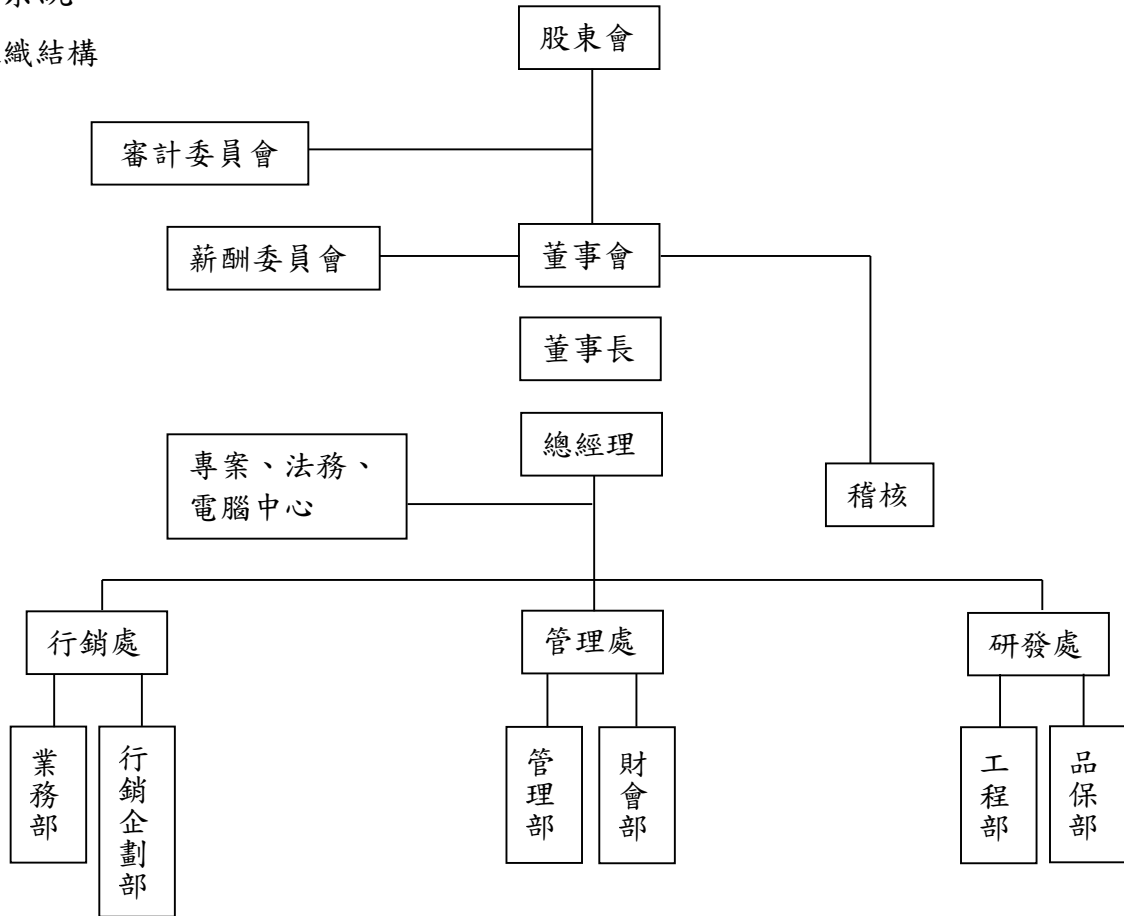 系統
織結構
股東會
審計委員會
薪酬委員會
董事會
董事長
總經理
專案、法務、
電腦中心
稽核
行銷處
管理處
研發處
業務部
行銷企劃部
管理部
財會部
工程部
品保部